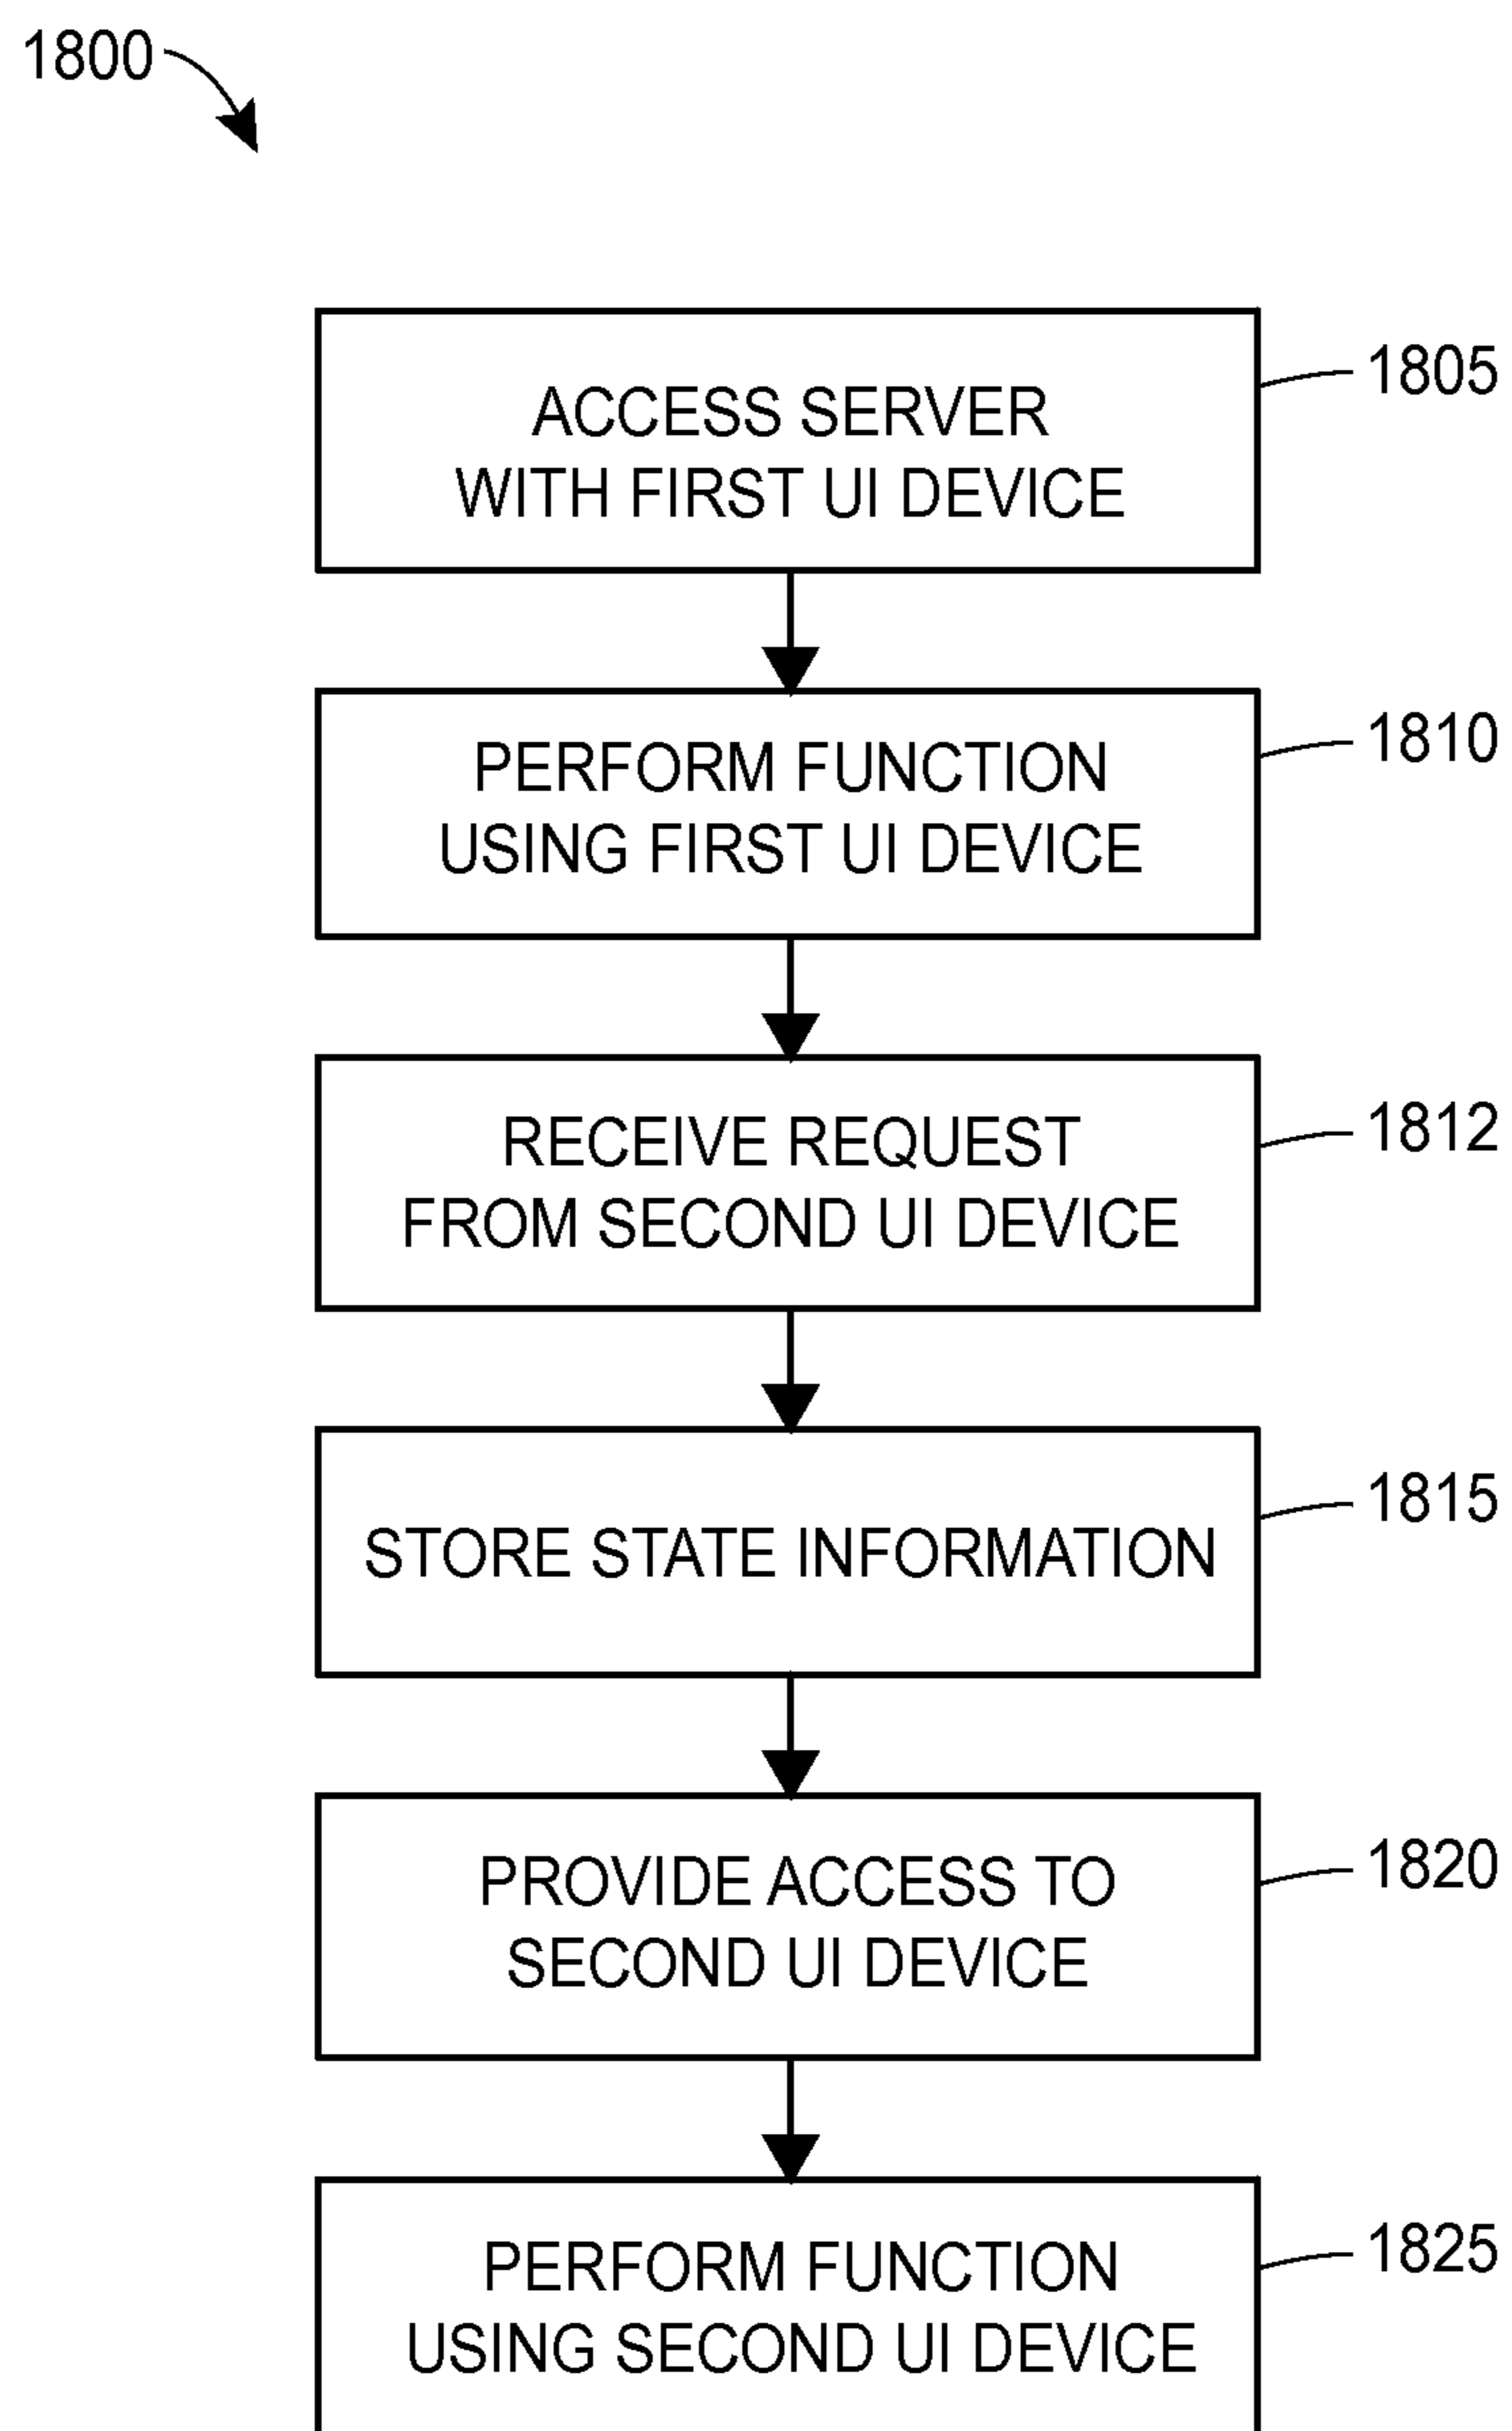 1800
ACCESS SERVER
WITH FIRST UI DEVICE
1805
PERFORM FUNCTION
USING FIRST UI DEVICE
1810
RECEIVE REQUEST
FROM SECOND UI DEVICE
1812
STORE STATE INFORMATION
1815
PROVIDE ACCESS TO
SECOND UI DEVICE
1820
PERFORM FUNCTION
USING SECOND UI DEVICE
1825